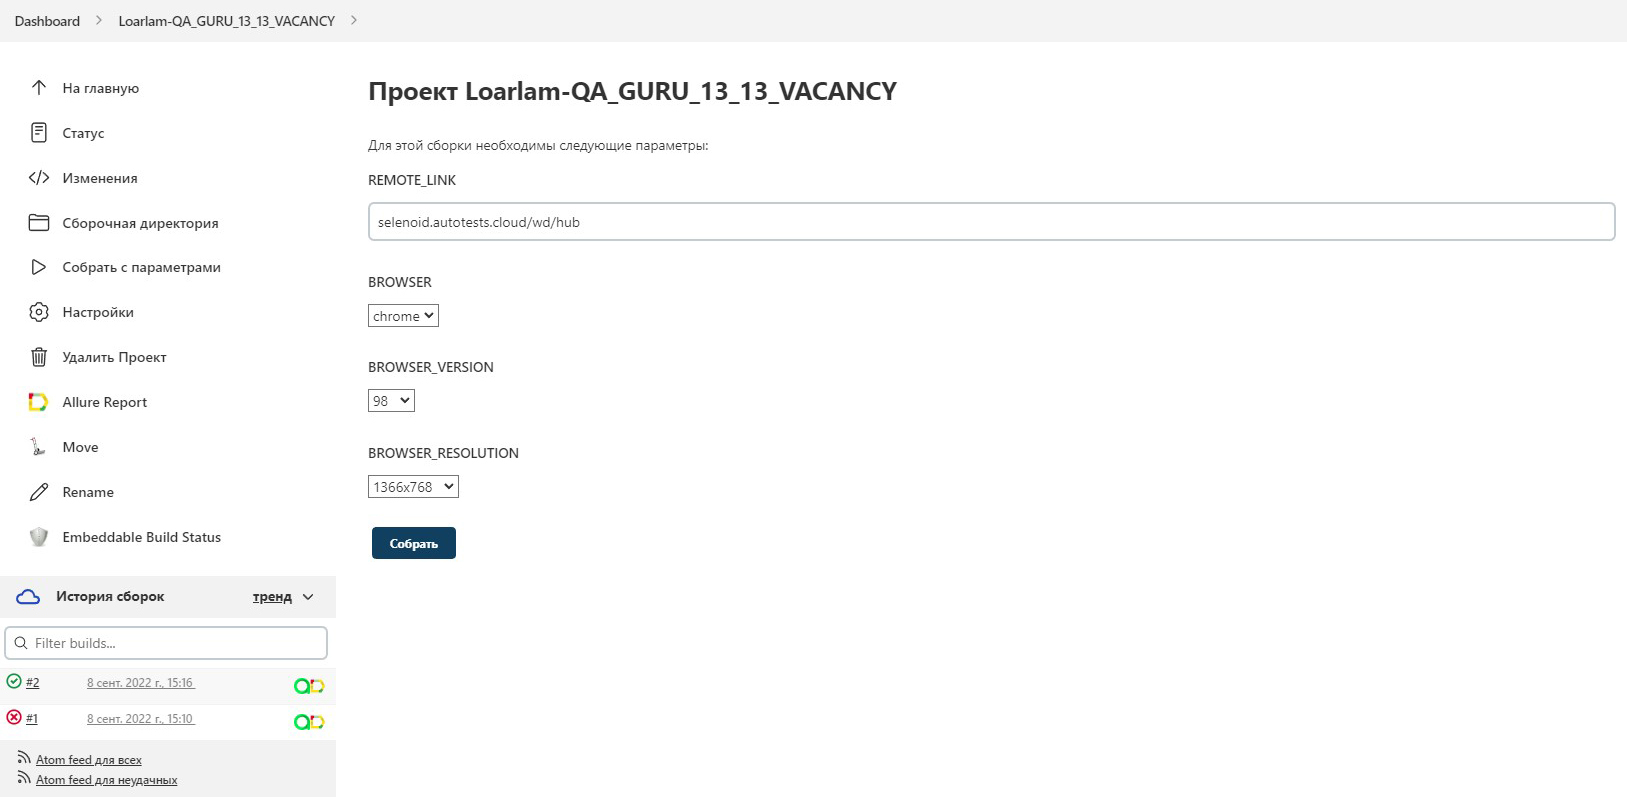 Dashboard
Loarlam-QA_GURU_13_13_VACANCY
На главную
Статус
Изменения
Сборочная директория
Собрать с параметрами
Настройки
Удалить Проект
Allure Report
Move
Rename
Embeddable Build Status
История сборок
тренд
Filter builds...
#2 8 сент. 2022 г., 15:16
#1 8 сент. 2022 г., 15:10
Atom feed для всех
Atom feed для неудачных
Проект Loarlam-QA_GURU_13_13_VACANCY
Для этой сборки необходимы следующие параметры:
REMOTE_LINK
selenoid.autotests.cloud/wd/hub
BROWSER
chrome
BROWSER_VERSION
98
BROWSER_RESOLUTION
1366x768
Собрать